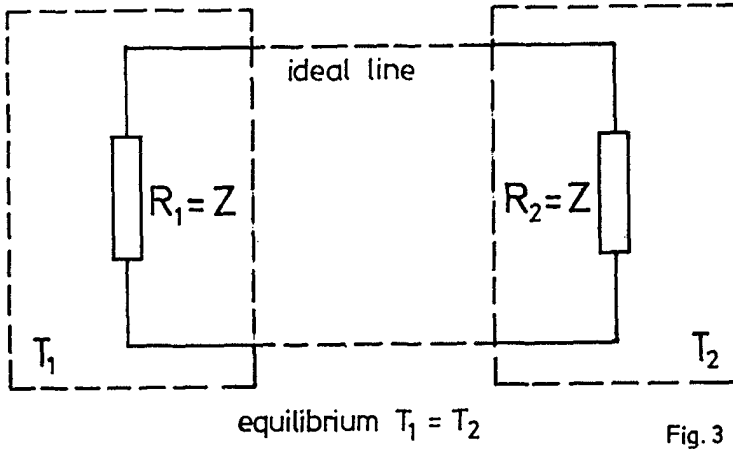 ideal line
R₁ = Z
R₂ = Z
T₁
T₂
equilibrium T₁ = T₂
Fig. 3